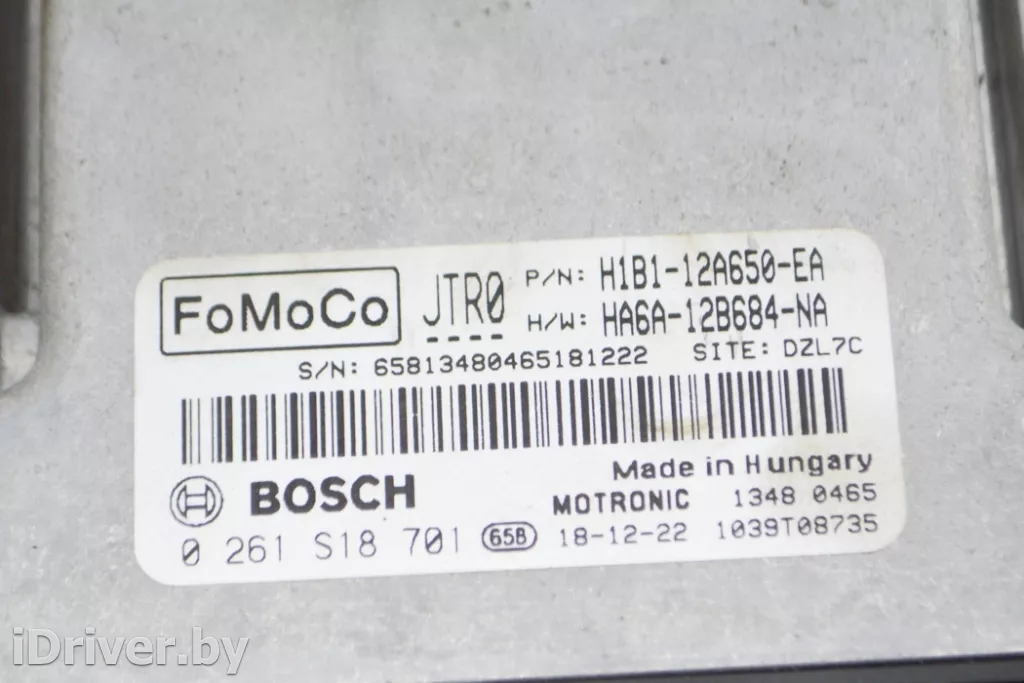 FoMoCo JTR0 P/N: H1B1-12A650-EA
H/W: HA6A-12B684-NA
S/N: 65813480465181222 SITE: DZL7C
Made in Hungary
BOSCH MOTRONIC 1348 0465
0 261 S18 701 65B 18-12-22 1039T08735
iDriver.by